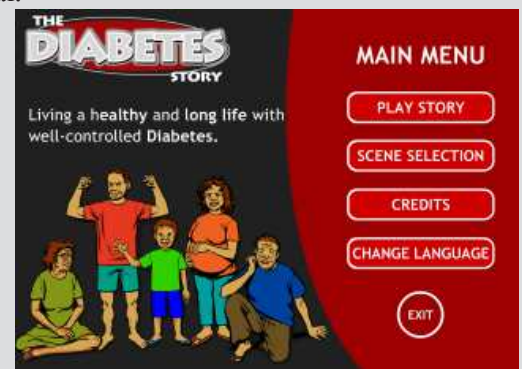 THE
DIABETES
STORY
Living a healthy and long life with
well-controlled Diabetes.
MAIN MENU
PLAY STORY
SCENE SELECTION
CREDITS
CHANGE LANGUAGE
EXIT